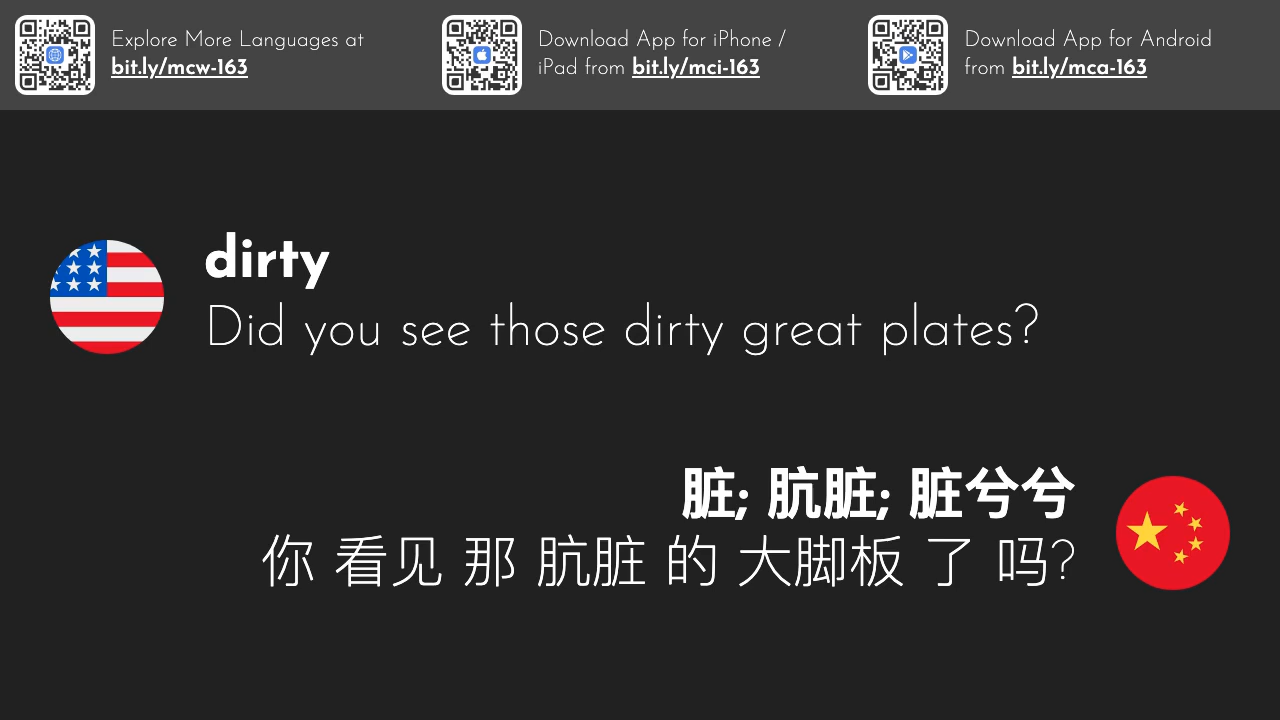 Explore More Languages at
bit.ly/mcw-163
Download App for iPhone /
iPad from bit.ly/mci-163
Download App for Android
from bit.ly/mca-163
dirty
Did you see those dirty great plates?
脏; 肮脏; 脏兮兮
你 看见 那 肮脏 的 大脚板 了 吗?